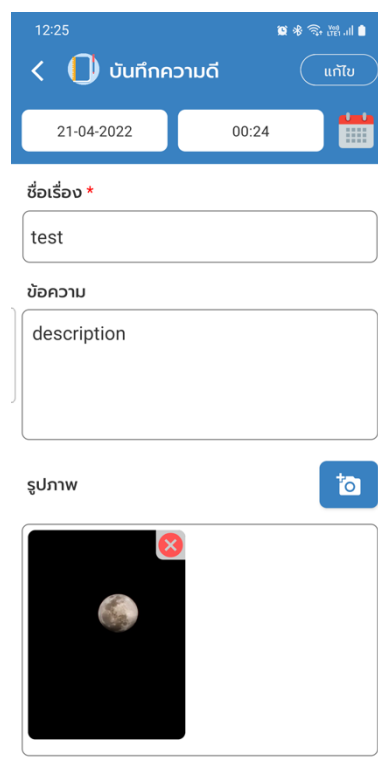 12:25
บันทึกความดี
แก้ไข
21-04-2022 00:24
ชื่อเรื่อง *
test
ข้อความ
description
รูปภาพ